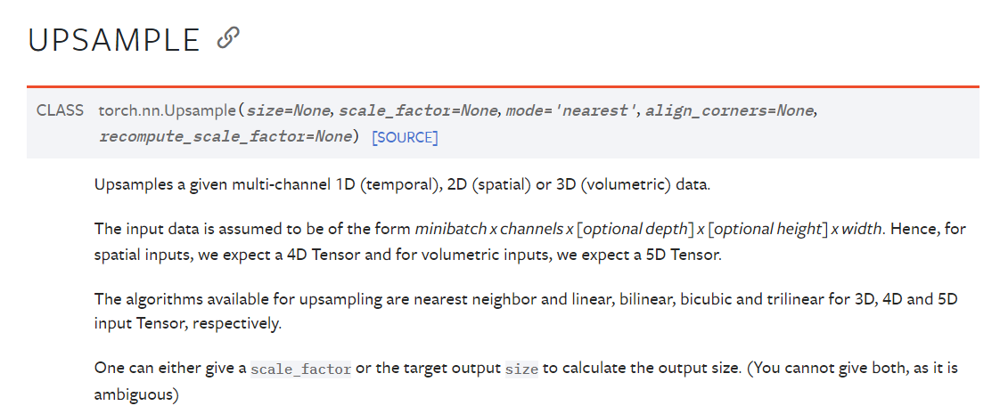 UPSAMPLE
CLASS torch.nn.Upsample(size=None, scale_factor=None, mode='nearest', align_corners=None,
recompute_scale_factor=None) [SOURCE]
Upsamples a given multi-channel 1D (temporal), 2D (spatial) or 3D (volumetric) data.
The input data is assumed to be of the form minibatch x channels x [optional depth] x [optional height] x width. Hence, for
spatial inputs, we expect a 4D Tensor and for volumetric inputs, we expect a 5D Tensor.
The algorithms available for upsampling are nearest neighbor and linear, bilinear, bicubic and trilinear for 3D, 4D and 5D
input Tensor, respectively.
One can either give a scale_factor or the target output size to calculate the output size. (You cannot give both, as it is
ambiguous)